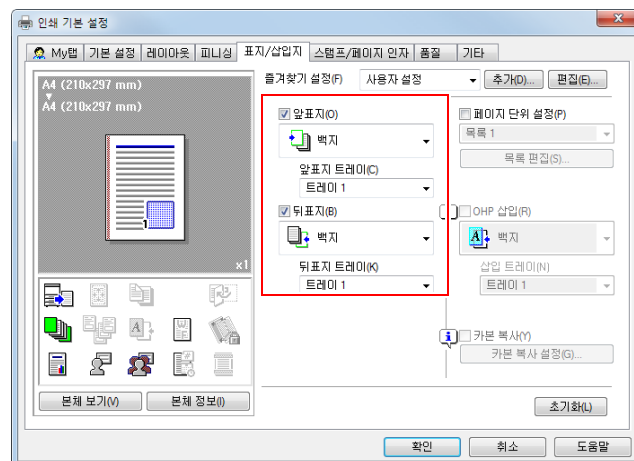 인쇄 기본 설정
My탭 기본 설정 레이아웃 피니싱 표지/삽입지 스탬프/페이지 인자 품질 기타
A4 (210x297 mm)
A4 (210x297 mm)
1
x1
본체 보기(V) 본체 정보(I)
즐겨찾기 설정(F) 사용자 설정 추가(D)... 편집(E)...
앞표지(O)
백지
앞표지 트레이(C)
트레이 1
뒤표지(B)
백지
뒤표지 트레이(K)
트레이 1
페이지 단위 설정(P)
목록 1
목록 편집(S)...
OHP 삽입(R)
백지
삽입 트레이(N)
트레이 1
카본 복사(Y)
카본 복사 설정(G)...
초기화(L)
확인 취소 도움말